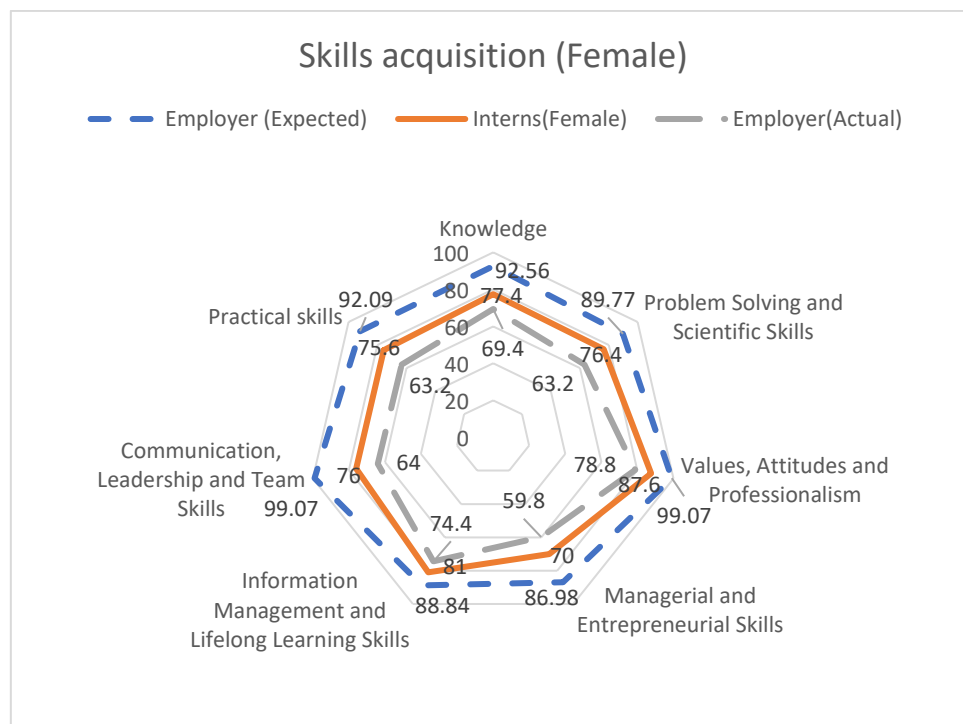 Skills acquisition (Female)
Employer (Expected)
Interns(Female)
Employer(Actual)
Knowledge
100
92.56
80
77.4
60
69.4
40
20
0
89.77
Problem Solving and
Scientific Skills
76.4
63.2
78.8
Values, Attitudes and
Professionalism
87.6
99.07
59.8
70
86.98
Managerial and
Entrepreneurial Skills
74.4
81
88.84
Information
Management and
Lifelong Learning Skills
64
76
Communication,
Leadership and Team
Skills
99.07
92.09
Practical skills
75.6
63.2